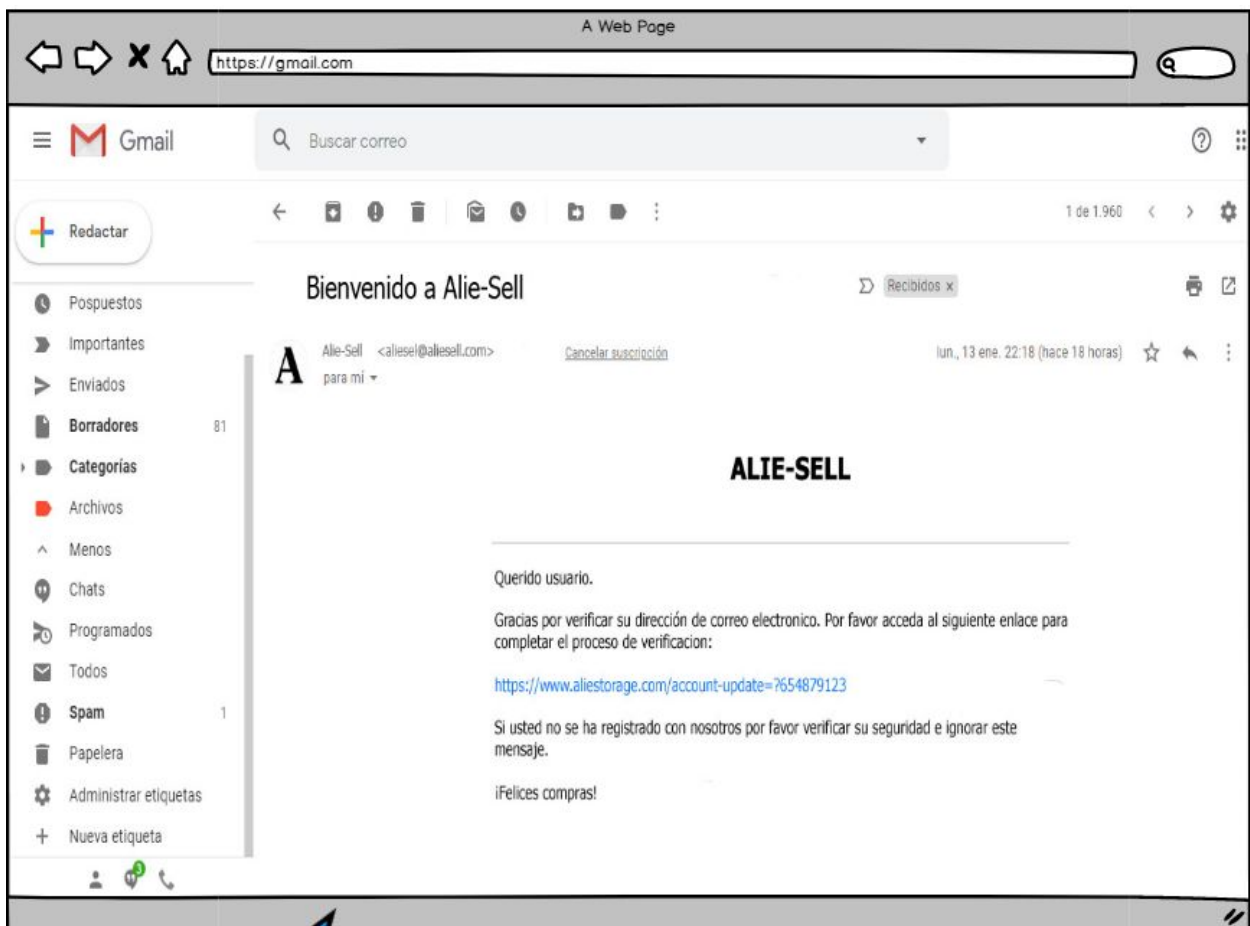 A Web Page
https://gmail.com
Gmail
Buscar correo
Redactar
1 de 1.960
Bienvenido a Alie-Sell
Recibidos x
Alie-Sell <aliesel@aliesell.com> Cancelar suscripción lun., 13 ene. 22:18 (hace 18 horas)
para mí
Pospuestos
Importantes
Enviados
Borradores 81
Categorías
Archivos
Menos
Chats
Programados
Todos
Spam 1
Papelera
Administrar etiquetas
Nueva etiqueta
3
A
ALIE-SELL
Querido usuario.
Gracias por verificar su dirección de correo electronico. Por favor acceda al siguiente enlace para
completar el proceso de verificacion:
https://www.aliestorage.com/account-update=?654879123
Si usted no se ha registrado con nosotros por favor verificar su seguridad e ignorar este
mensaje.
¡Felices compras!